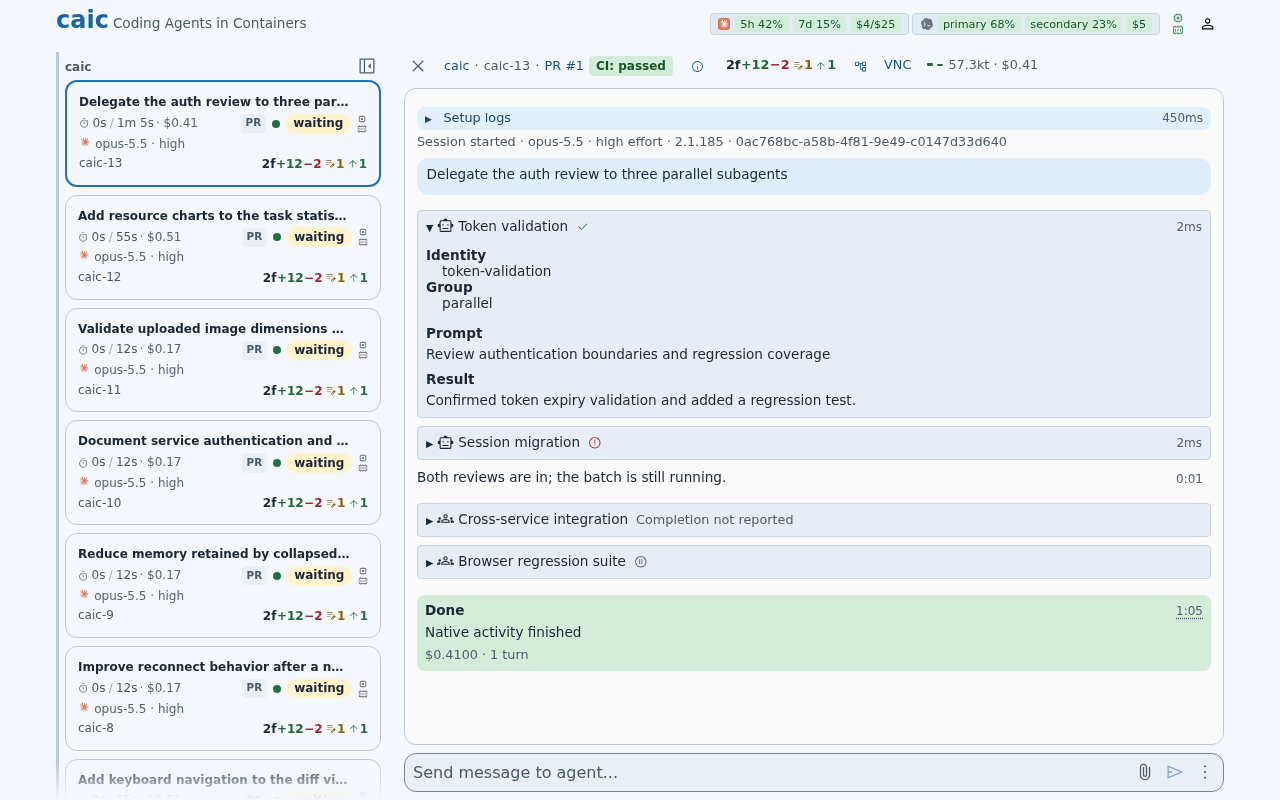 caic Coding Agents in Containers
5h 42% 7d 15% $4/$25 primary 68% secondary 23% $5
caic
Delegate the auth review to three par…
0s / 1m 5s · $0.41 PR waiting
opus-5.5 · high
caic-13 2f+12−2 1 ↑1
Add resource charts to the task statis…
0s / 55s · $0.51 PR waiting
opus-5.5 · high
caic-12 2f+12−2 1 ↑1
Validate uploaded image dimensions …
0s / 12s · $0.17 PR waiting
opus-5.5 · high
caic-11 2f+12−2 1 ↑1
Document service authentication and …
0s / 12s · $0.17 PR waiting
opus-5.5 · high
caic-10 2f+12−2 1 ↑1
Reduce memory retained by collapsed…
0s / 12s · $0.17 PR waiting
opus-5.5 · high
caic-9 2f+12−2 1 ↑1
Improve reconnect behavior after a n…
0s / 12s · $0.17 PR waiting
opus-5.5 · high
caic-8 2f+12−2 1 ↑1
Add keyboard navigation to the diff vi…
caic · caic-13 · PR #1 CI: passed 2f+12−2 1 ↑1 VNC 57.3kt · $0.41
Setup logs 450ms
Session started · opus-5.5 · high effort · 2.1.185 · 0ac768bc-a58b-4f81-9e49-c0147d33d640
Delegate the auth review to three parallel subagents
Token validation 2ms
Identity
token-validation
Group
parallel
Prompt
Review authentication boundaries and regression coverage
Result
Confirmed token expiry validation and added a regression test.
Session migration 2ms
Both reviews are in; the batch is still running. 0:01
Cross-service integration Completion not reported
Browser regression suite
Done 1:05
Native activity finished
$0.4100 · 1 turn
Send message to agent...